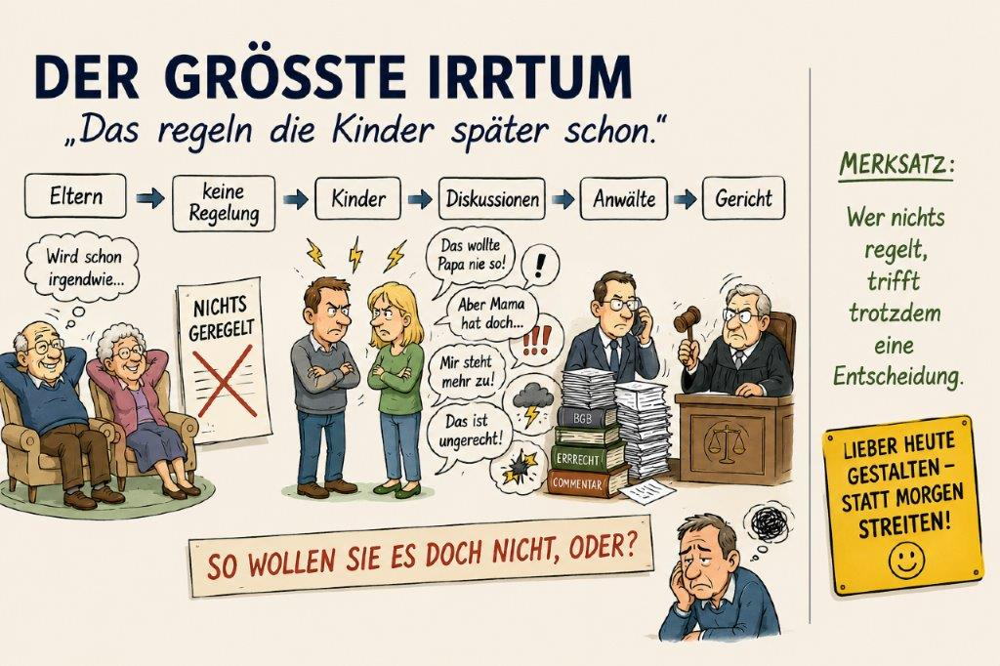 DER GRÖSSTE IRRTUM
„Das regeln die Kinder später schon.“
Eltern
keine
Regelung
Kinder
Diskussionen
Anwälte
Gericht
Wird schon
irgendwie...
NICHTS
GEREGELT
Das wollte
Papa nie so!
!
Aber Mama
hat doch...
!!!
Mir steht
mehr zu!
Das ist
ungerecht!
BGB
ERRRECHT
COMMENTAR
SO WOLLEN SIE ES DOCH NICHT, ODER?
MERKSATZ:
Wer nichts
regelt,
trifft
trotzdem
eine
Entscheidung.
LIEBER HEUTE
GESTALTEN –
STATT MORGEN
STREITEN!